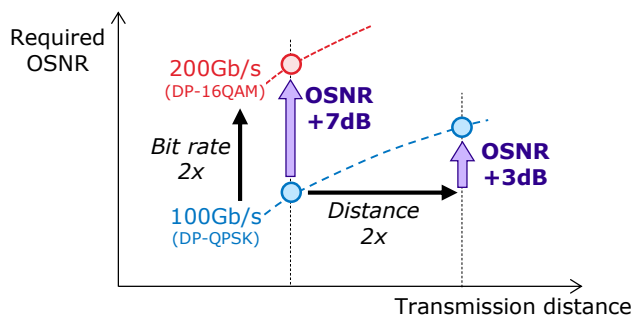 Required
OSNR
200Gb/s
(DP-16QAM)
OSNR
+7dB
Bit rate
2x
OSNR
+3dB
100Gb/s
(DP-QPSK)
Distance
2x
Transmission distance